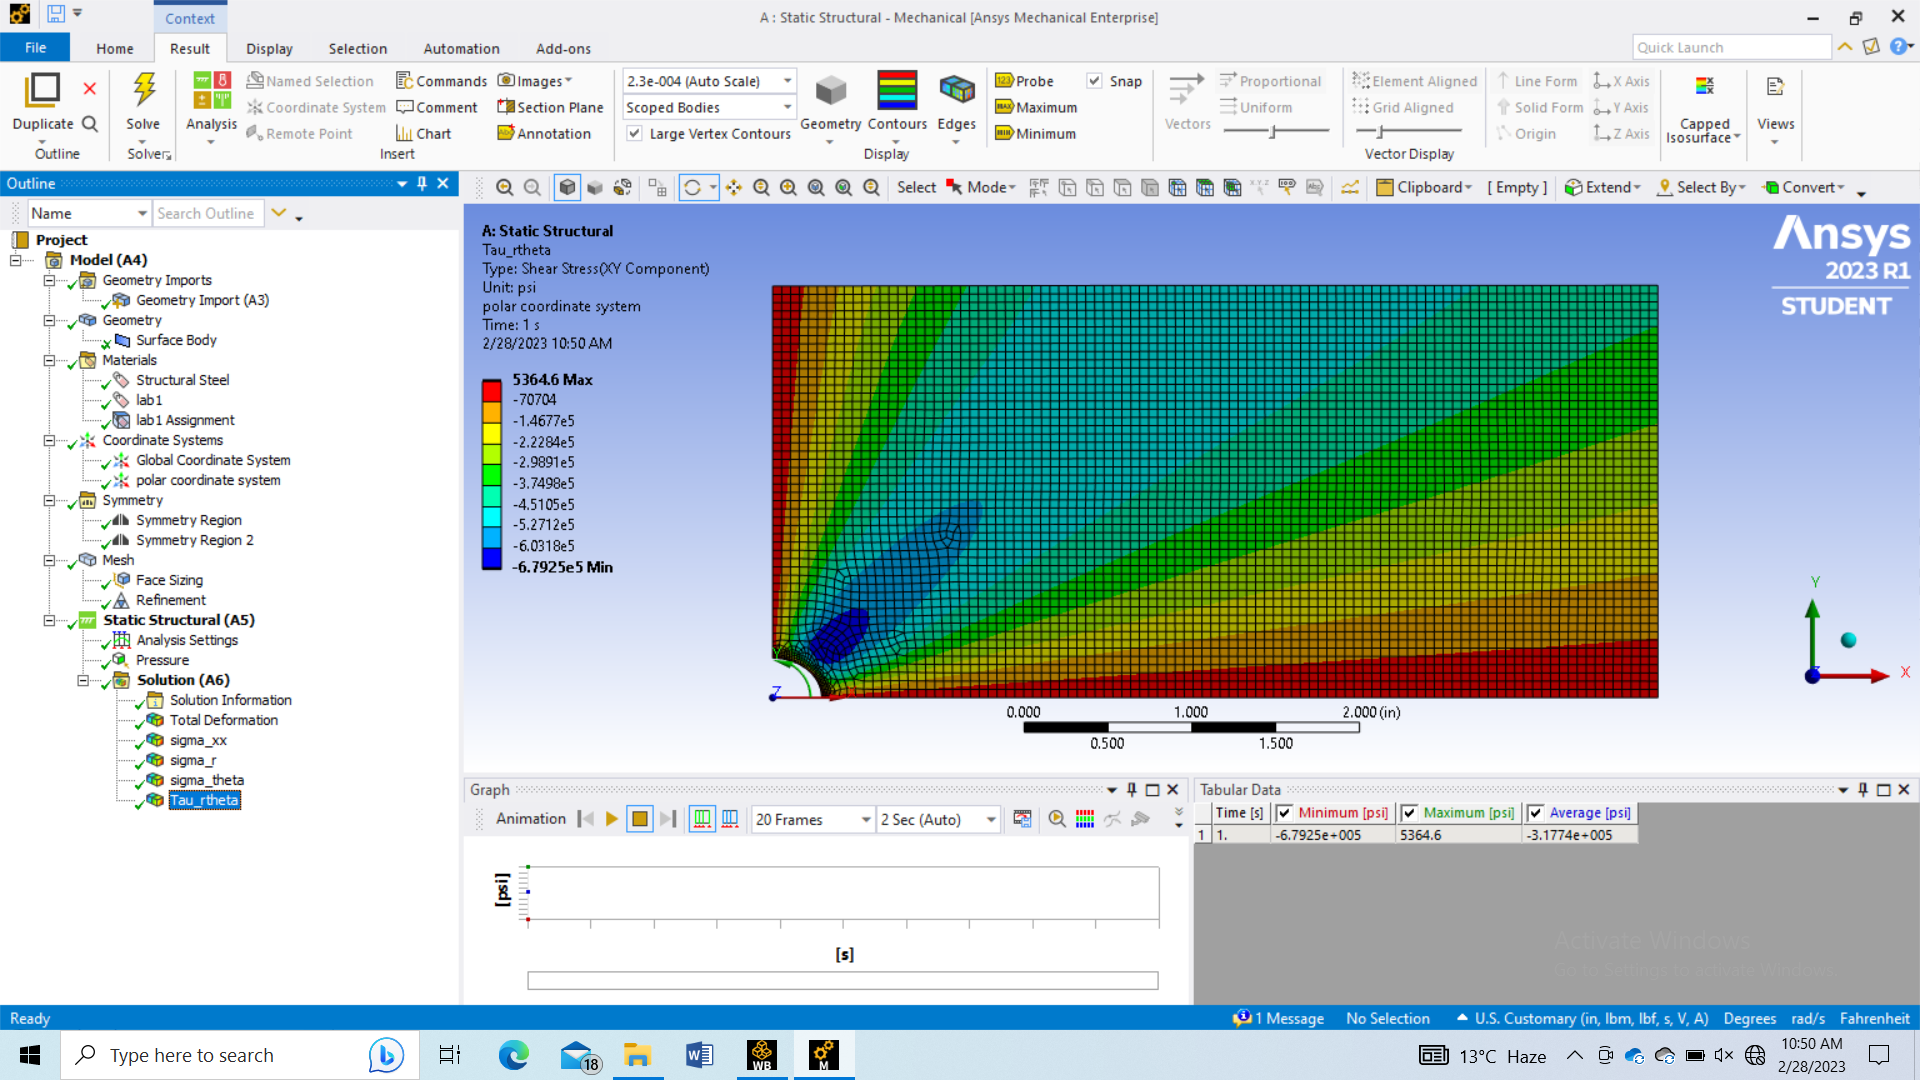 Context
A : Static Structural - Mechanical [Ansys Mechanical Enterprise]
File Home Result Display Selection Automation Add-ons
Quick Launch
Duplicate
Outline
Solve
Solver
Analysis
Named Selection
Coordinate System
Remote Point
Commands
Comment
Chart
Images
Section Plane
Annotation
Insert
2.3e-004 (Auto Scale)
Scoped Bodies
Large Vertex Contours
Geometry Contours Edges
Display
Probe
Maximum
Minimum
Snap
Vectors
Proportional
Uniform
Element Aligned
Grid Aligned
Line Form
Solid Form
Origin
X Axis
Y Axis
Z Axis
Vector Display
Capped
Isosurface
Views
Outline
Name Search Outline
Select Mode Clipboard [ Empty ] Extend Select By Convert
Project
Model (A4)
Geometry Imports
Geometry Import (A3)
Geometry
Surface Body
Materials
Structural Steel
lab1
lab1 Assignment
Coordinate Systems
Global Coordinate System
polar coordinate system
Symmetry
Symmetry Region
Symmetry Region 2
Mesh
Face Sizing
Refinement
Static Structural (A5)
Analysis Settings
Pressure
Solution (A6)
Solution Information
Total Deformation
sigma_xx
sigma_r
sigma_theta
Tau_rtheta
A: Static Structural
Tau_rtheta
Type: Shear Stress(XY Component)
Unit: psi
polar coordinate system
Time: 1 s
2/28/2023 10:50 AM
5364.6 Max
-70704
-1.4677e5
-2.2284e5
-2.9891e5
-3.7498e5
-4.5105e5
-5.2712e5
-6.0318e5
-6.7925e5 Min
Ansys
2023 R1
STUDENT
Y
X
Z
0.000 1.000 2.000 (in)
0.500 1.500
Graph
Animation 20 Frames 2 Sec (Auto)
[psi]
[s]
Tabular Data
Time [s] Minimum [psi] Maximum [psi] Average [psi]
1 1. -6.7925e+005 5364.6 -3.1774e+005
Activate Windows
Go to Settings to activate Windows.
Ready
1 Message No Selection U.S. Customary (in, lbm, lbf, s, V, A) Degrees rad/s Fahrenheit
Type here to search
18
WB
M
13°C Haze
10:50 AM
2/28/2023